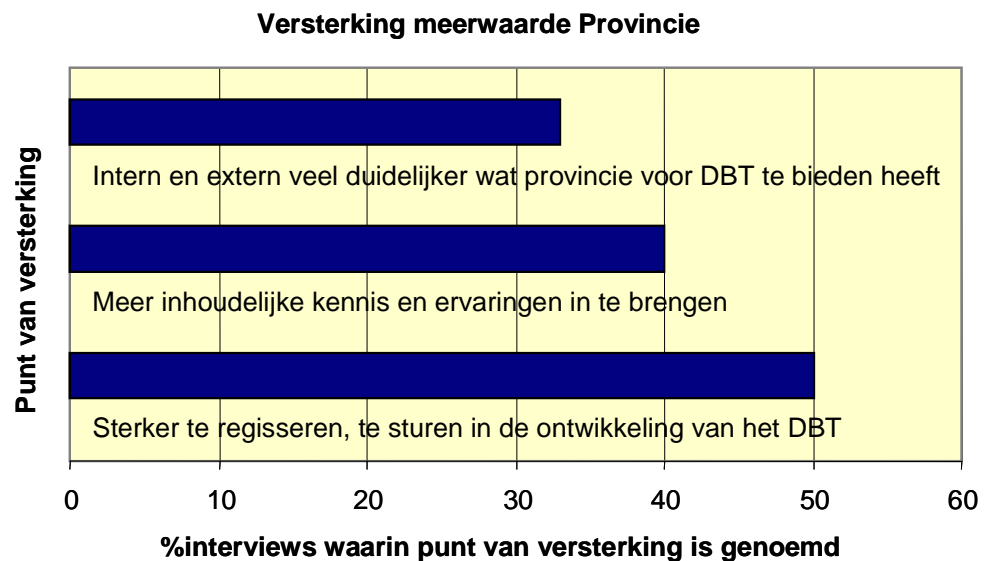 Versterking meerwaarde Provincie
Punt van versterking
Intern en extern veel duidelijker wat provincie voor DBT te bieden heeft
Meer inhoudelijke kennis en ervaringen in te brengen
Sterker te regisseren, te sturen in de ontwikkeling van het DBT
0 10 20 30 40 50 60
%interviews waarin punt van versterking is genoemd